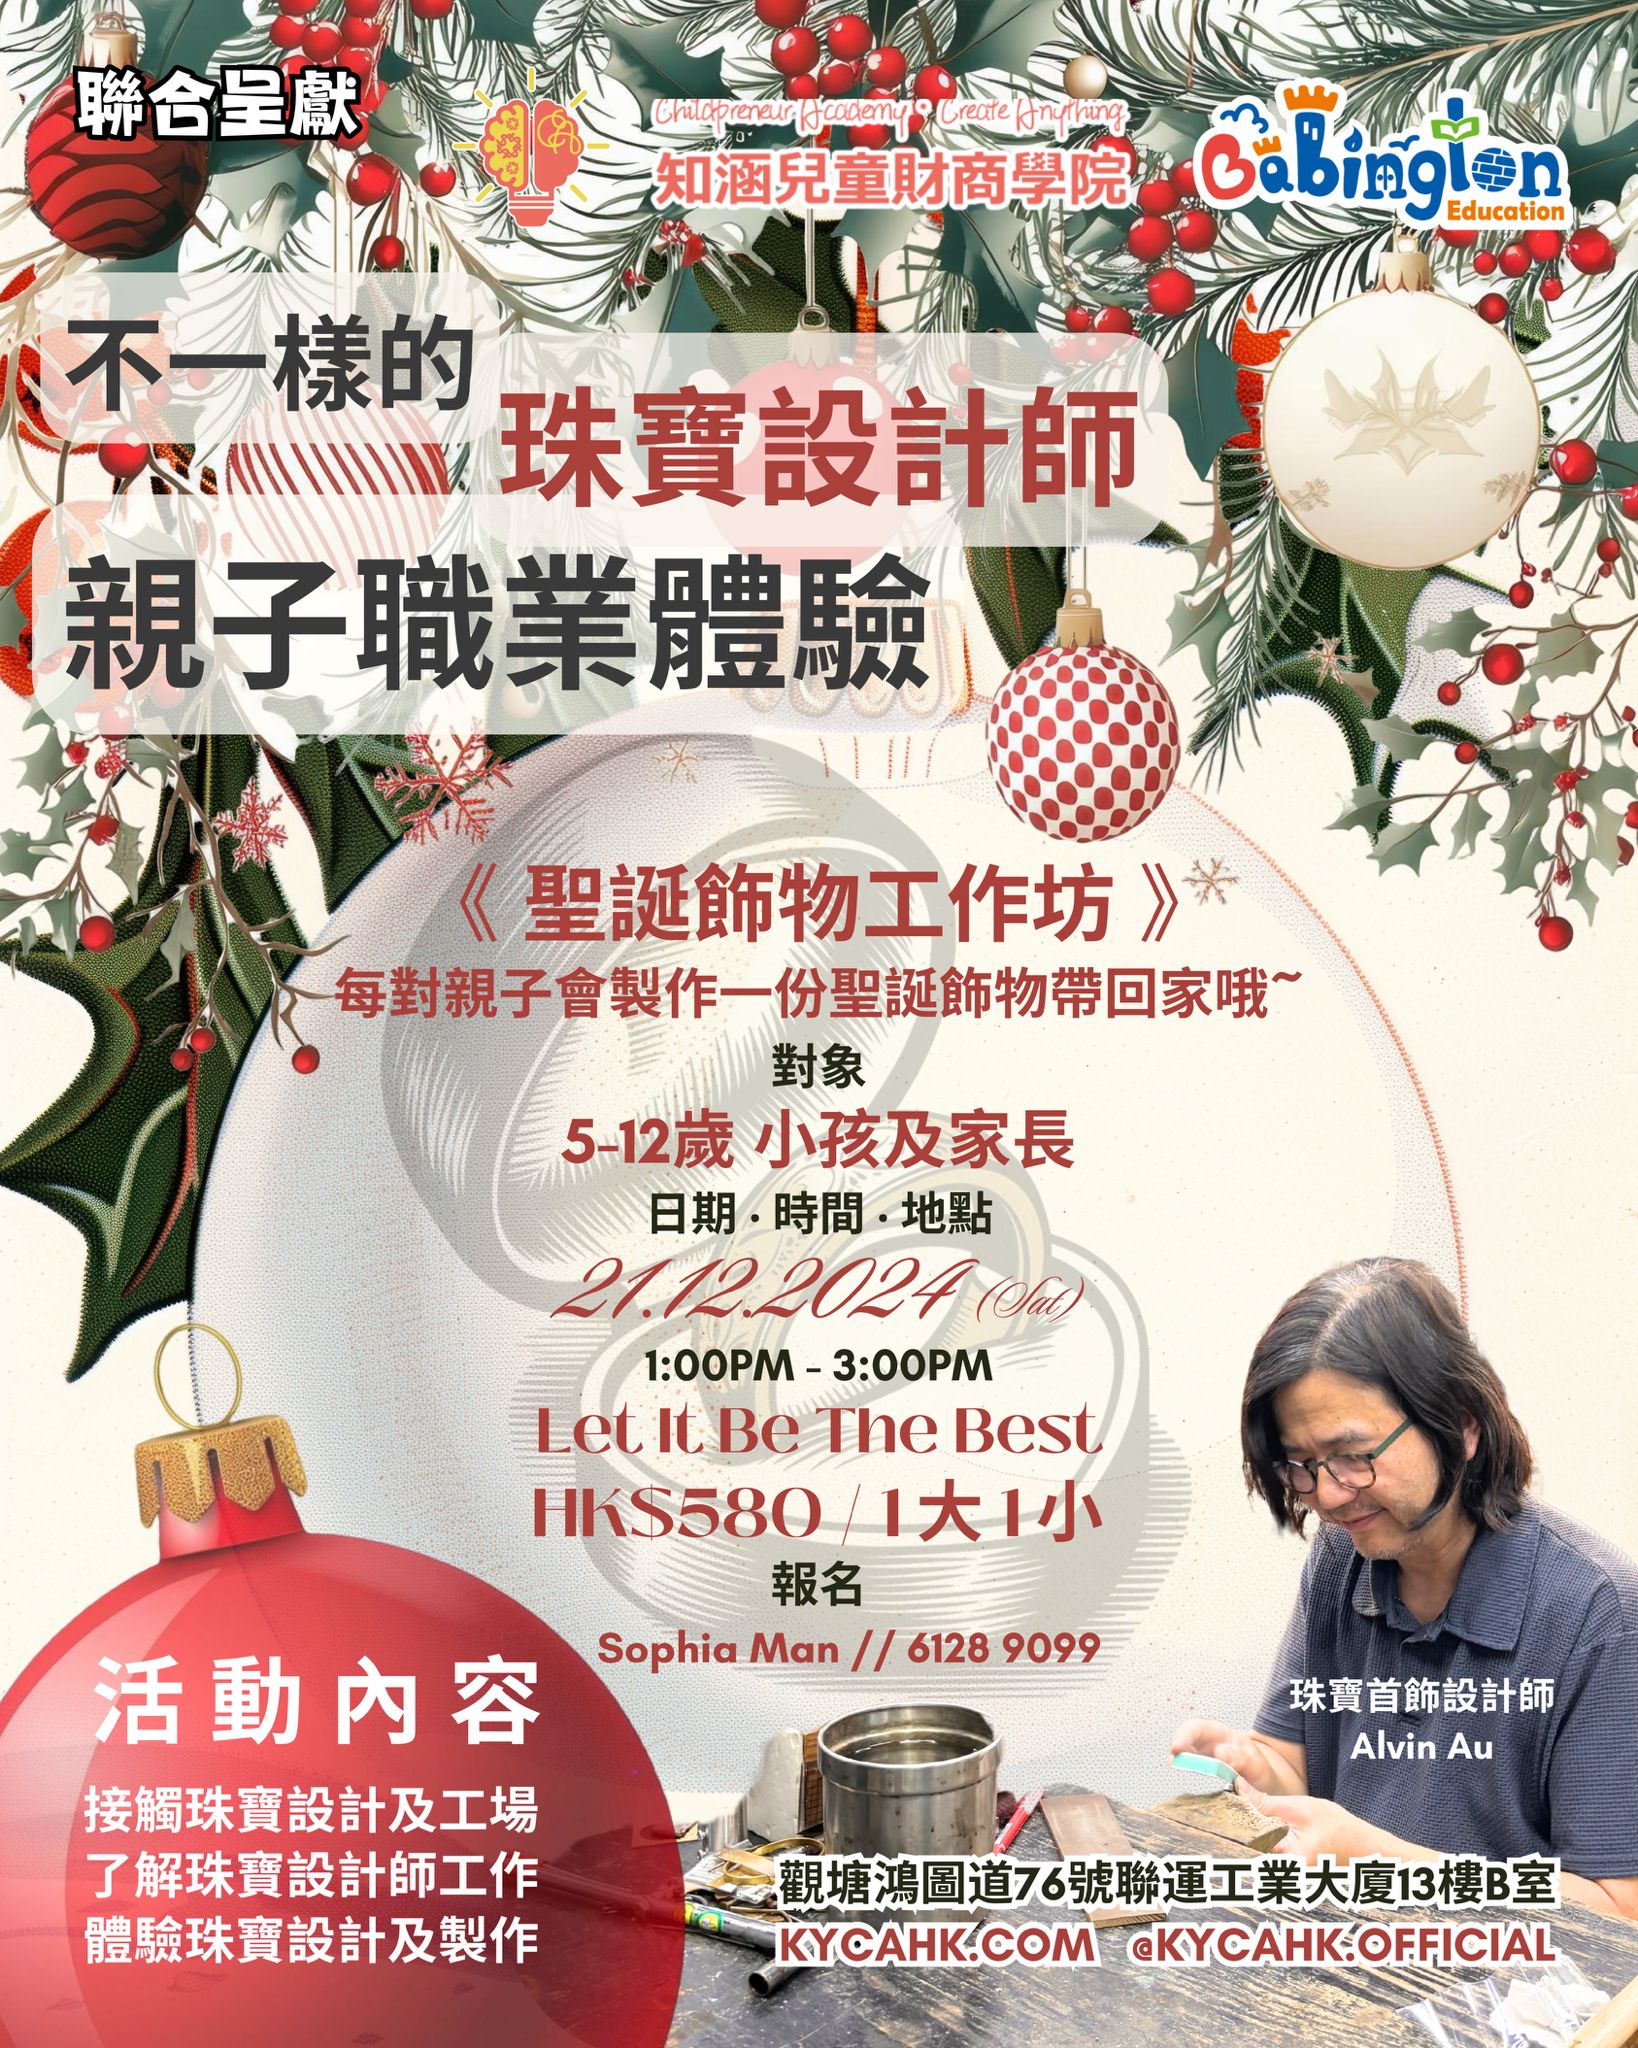 聯合呈獻
Childpreneur Academy • Create Anything
知涵兒童財商學院
Babington
Education
不一樣的
珠寶設計師
親子職業體驗
《 聖誕飾物工作坊 》
每對親子會製作一份聖誕飾物帶回家哦~
對象
5-12歲 小孩及家長
日期 · 時間 · 地點
21.12.2024 (Sat)
1:00PM - 3:00PM
Let It Be The Best
HK$580 / 1大1小
報名
Sophia Man // 6128 9099
活動內容
接觸珠寶設計及工場
了解珠寶設計師工作
體驗珠寶設計及製作
珠寶首飾設計師
Alvin Au
觀塘鴻圖道76號聯運工業大廈13樓B室
KYCAHK.COM @KYCAHK.OFFICIAL